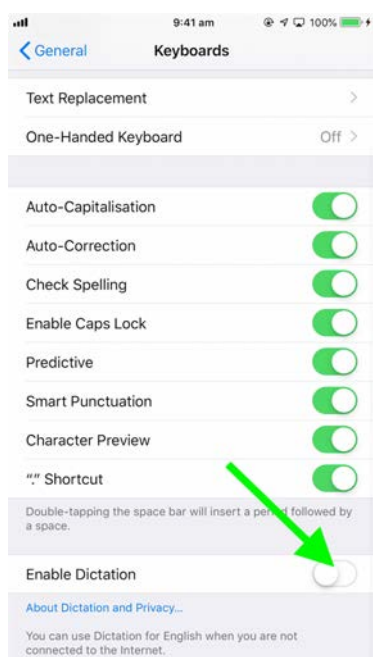 9:41 am 100%
General Keyboards
Text Replacement
One-Handed Keyboard Off
Auto-Capitalisation
Auto-Correction
Check Spelling
Enable Caps Lock
Predictive
Smart Punctuation
Character Preview
“.” Shortcut
Double-tapping the space bar will insert a period followed by
a space.
Enable Dictation
About Dictation and Privacy...
You can use Dictation for English when you are not
connected to the Internet.